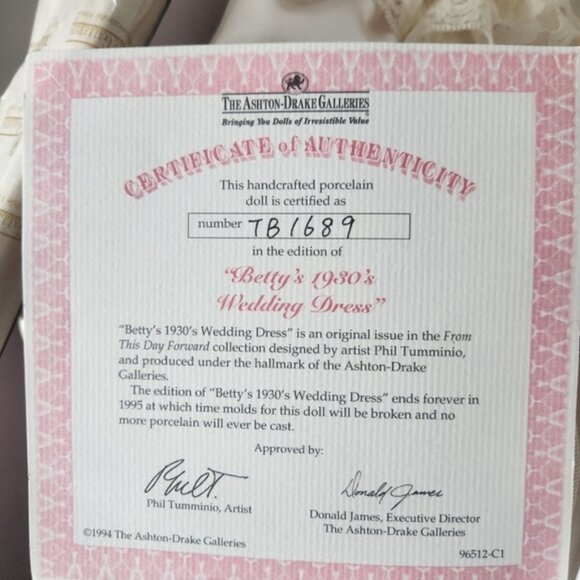 THE ASHTON-DRAKE GALLERIES
Bringing You Dolls of Irresistible Value
CERTIFICATE of AUTHENTICITY
This handcrafted porcelain
doll is certified as
number TB1689
in the edition of
"Betty's 1930's
Wedding Dress"
"Betty's 1930's Wedding Dress" is an original issue in the From
This Day Forward collection designed by artist Phil Tumminio,
and produced under the hallmark of the Ashton-Drake
Galleries.
The edition of "Betty's 1930's Wedding Dress" ends forever in
1995 at which time molds for this doll will be broken and no
more porcelain will ever be cast.
Approved by:
Phil T.
Donald James
Phil Tumminio, Artist
Donald James, Executive Director
The Ashton-Drake Galleries
©1994 The Ashton-Drake Galleries
96512-C1